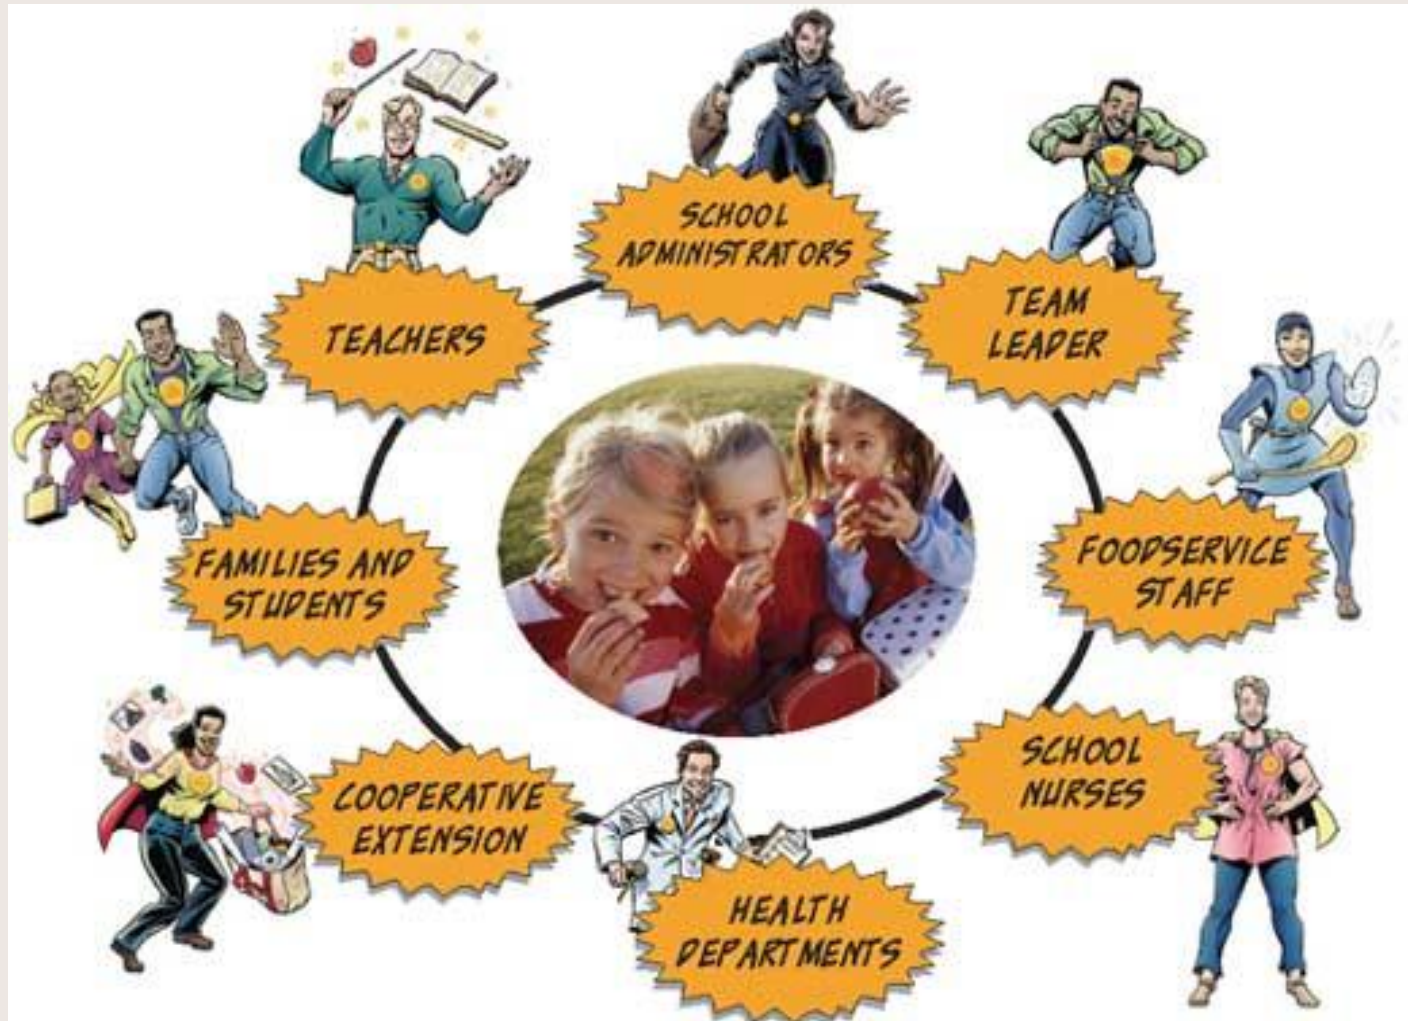 SCHOOL
ADMINISTRATORS
TEAM
LEADER
TEACHERS
FOODSERVICE
STAFF
FAMILIES AND
STUDENTS
SCHOOL
NURSES
COOPERATIVE
EXTENSION
HEALTH
DEPARTMENTS